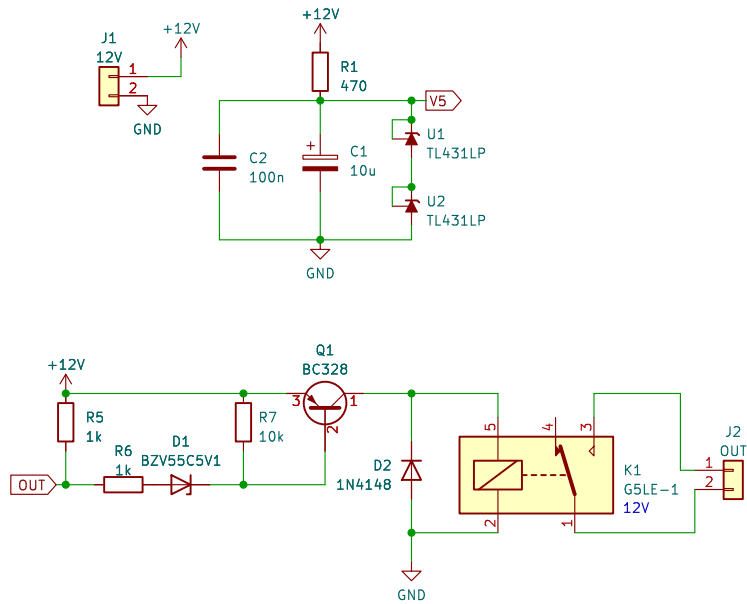 +12V
J1
12V
1
2
GND
+12V
R1
470
V5
C2
100n
+
C1
10u
U1
TL431LP
U2
TL431LP
GND
+12V
R5
1k
R6
1k
D1
BZV55C5V1
OUT
R7
10k
Q1
BC328
3
1
2
D2
1N4148
GND
5
4
3
2
1
K1
G5LE-1
12V
J2
OUT
1
2